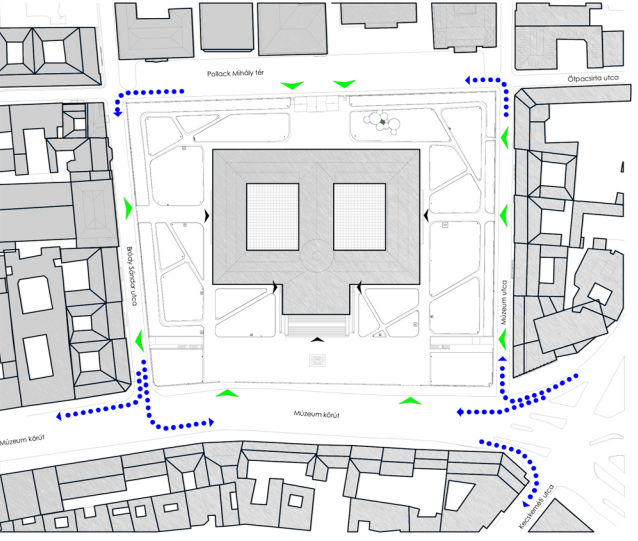 Pollack Mihály tér
Ötpacsirta utca
Bródy Sándor utca
Múzeum utca
Múzeum körút
Múzeum körút
Kecskeméti utca